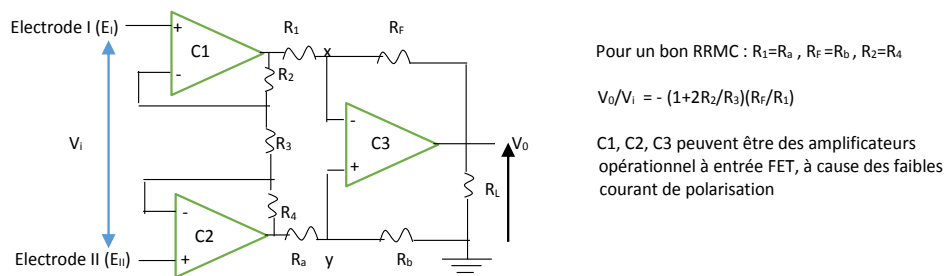 Electrode I (EI)
+
C1
-
R1
x
RF
R2
Vi
R3
-
C3
+
V0
RL
-
C2
+
R4
Electrode II (EII)
Ra
y
Rb
Pour un bon RRMC : R1=Ra , RF =Rb , R2=R4
V0/Vi = - (1+2R2/R3)(RF/R1)
C1, C2, C3 peuvent être des amplificateurs
opérationnel à entrée FET, à cause des faibles
courant de polarisation